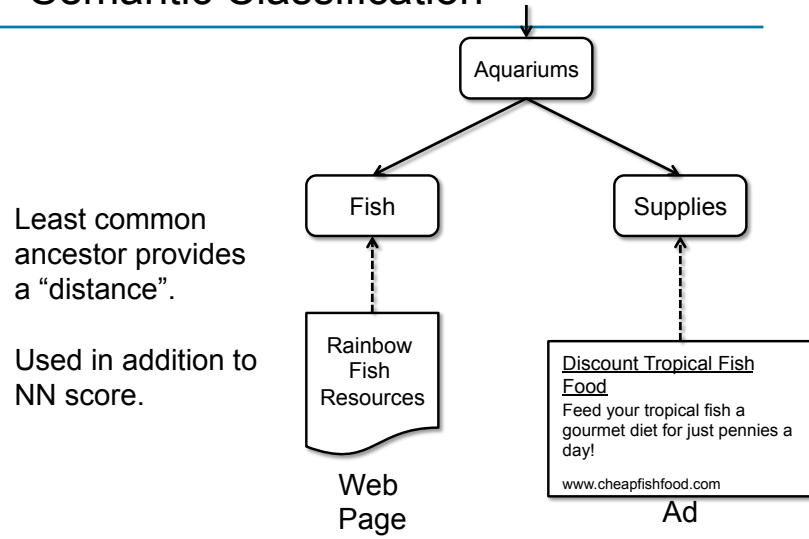 Semantic Classification
Aquariums
Fish
Supplies
Least common
ancestor provides
a “distance”.
Used in addition to
NN score.
Rainbow
Fish
Resources
Web
Page
Discount Tropical Fish
Food
Feed your tropical fish a
gourmet diet for just pennies a
day!
www.cheapfishfood.com
Ad